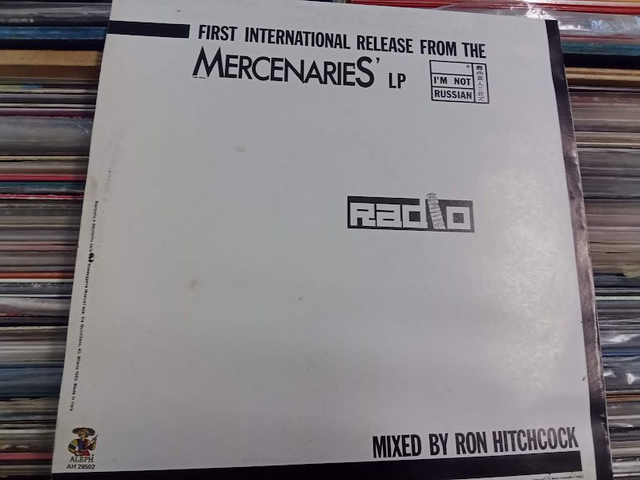 FIRST INTERNATIONAL RELEASE FROM THE
MERCENARIES' LP
I'M NOT
RUSSIAN
RADIO
MIXED BY RON HITCHCOCK
ALEPH
AH 28502